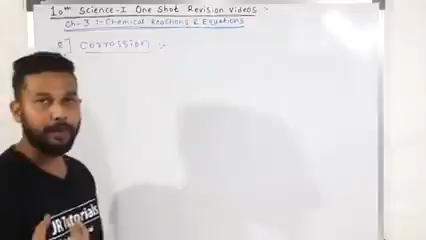 10th Science-I One Shot Revision Videos :-
Ch-3 :- Chemical Reactions & Equations
8] Corrossion :-
JR Tutorials